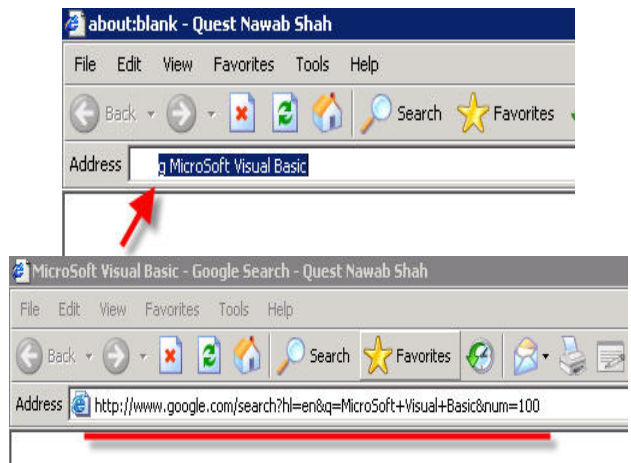 about:blank - Quest Nawab Shah
File Edit View Favorites Tools Help
Back Search Favorites
Address g MicroSoft Visual Basic
MicroSoft Visual Basic - Google Search - Quest Nawab Shah
File Edit View Favorites Tools Help
Back Search Favorites
Address http://www.google.com/search?hl=en&q=MicroSoft+Visual+Basic&num=100